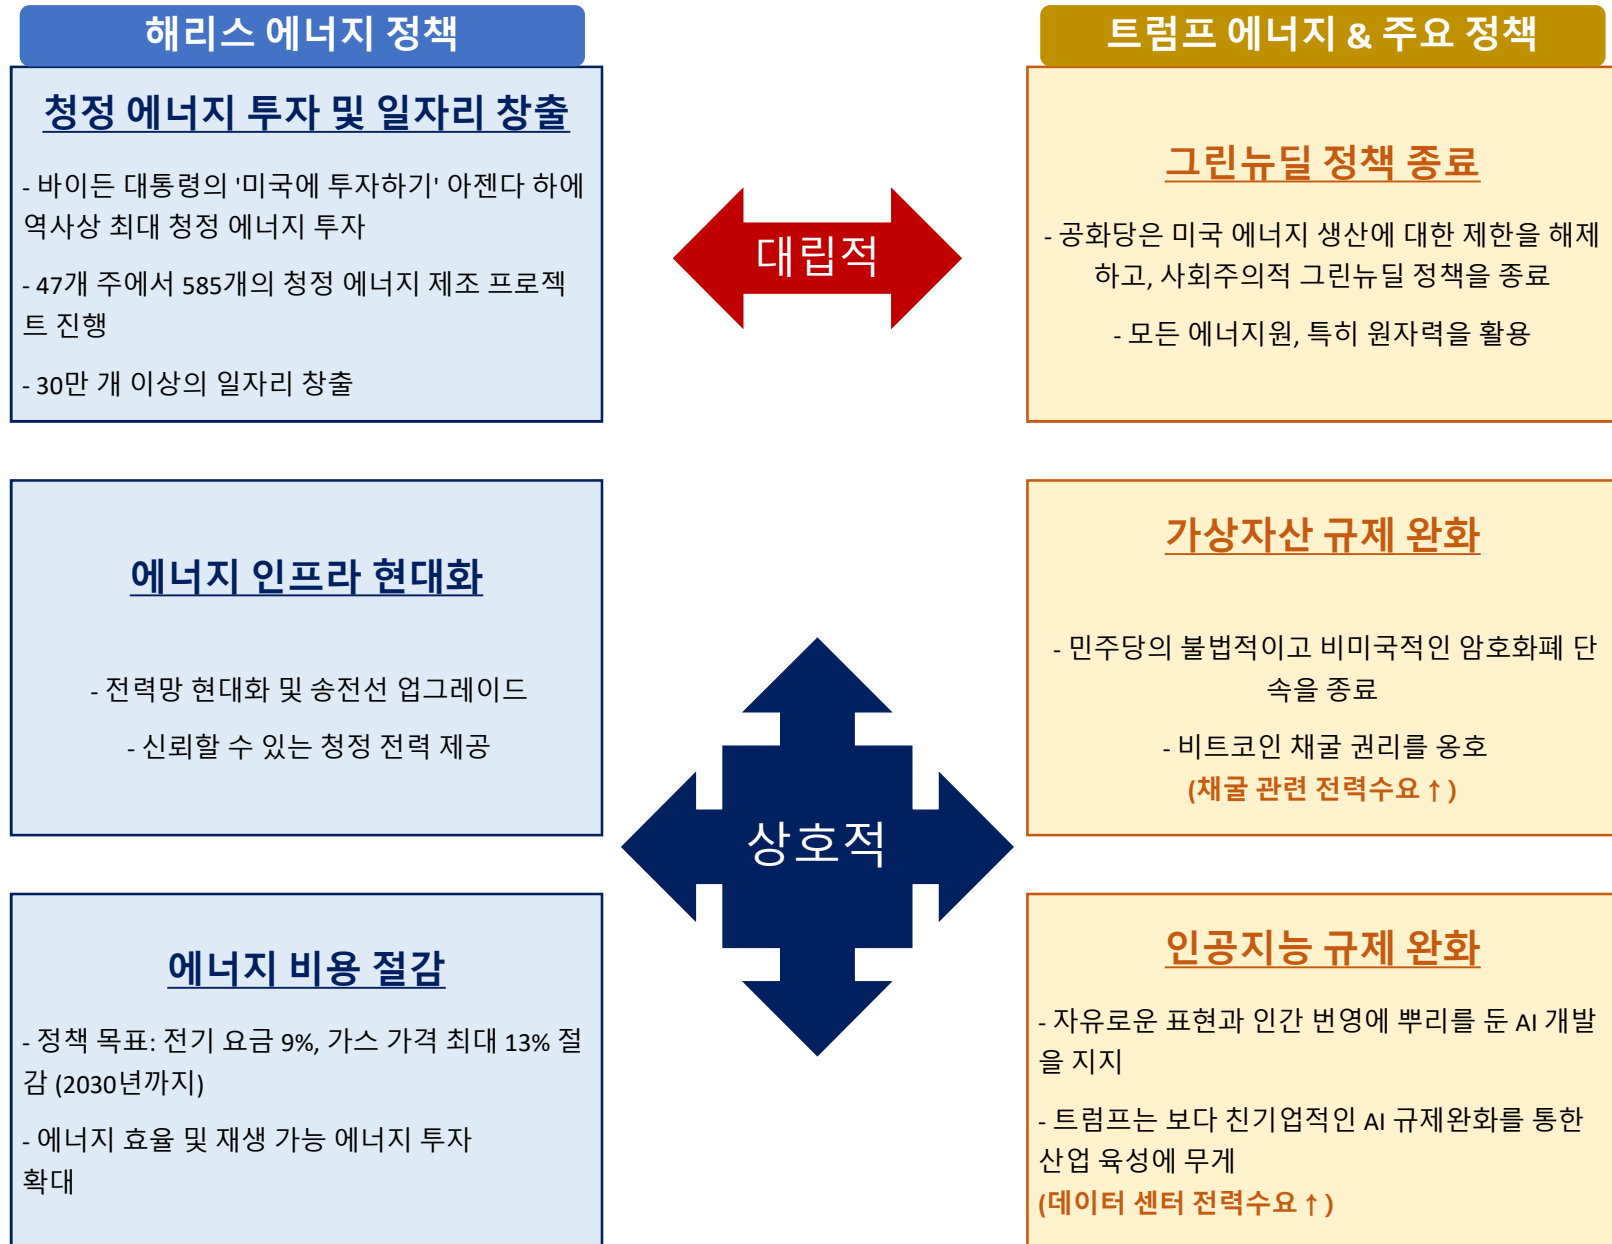 해리스 에너지 정책
청정 에너지 투자 및 일자리 창출
- 바이든 대통령의 '미국에 투자하기' 아젠다 하에
역사상 최대 청정 에너지 투자
- 47개 주에서 585개의 청정 에너지 제조 프로젝
트 진행
- 30만 개 이상의 일자리 창출
에너지 인프라 현대화
- 전력망 현대화 및 송전선 업그레이드
- 신뢰할 수 있는 청정 전력 제공
에너지 비용 절감
- 정책 목표: 전기 요금 9%, 가스 가격 최대 13% 절
감 (2030년까지)
- 에너지 효율 및 재생 가능 에너지 투자
확대
대립적
상호적
트럼프 에너지 & 주요 정책
그린뉴딜 정책 종료
- 공화당은 미국 에너지 생산에 대한 제한을 해제
하고, 사회주의적 그린뉴딜 정책을 종료
- 모든 에너지원, 특히 원자력을 활용
가상자산 규제 완화
- 민주당의 불법적이고 비미국적인 암호화폐 단
속을 종료
- 비트코인 채굴 권리를 옹호
(채굴 관련 전력수요 ↑)
인공지능 규제 완화
- 자유로운 표현과 인간 번영에 뿌리를 둔 AI 개발
을 지지
- 트럼프는 보다 친기업적인 AI 규제완화를 통한
산업 육성에 무게
(데이터 센터 전력수요 ↑)